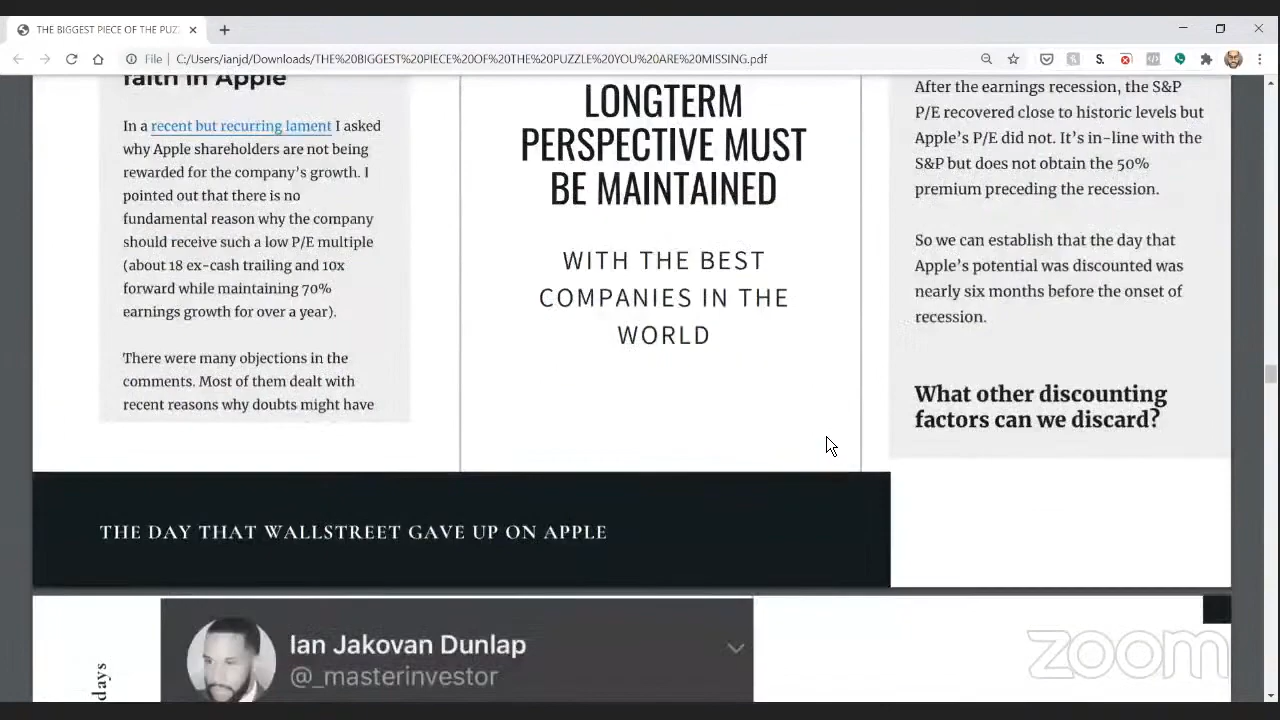 THE BIGGEST PIECE OF THE PUZ
File
C:/Users/ianjd/Downloads/THE%20BIGGEST%20PIECE%20OF%20THE%20PUZZLE%20YOU%20ARE%20MISSING.pdf
faith in Apple
In a recent but recurring lament I asked
why Apple shareholders are not being
rewarded for the company's growth. I
pointed out that there is no
fundamental reason why the company
should receive such a low P/E multiple
(about 18 ex-cash trailing and 10x
forward while maintaining 70%
earnings growth for over a year).
There were many objections in the
comments. Most of them dealt with
recent reasons why doubts might have
LONGTERM
PERSPECTIVE MUST
BE MAINTAINED
WITH THE BEST
COMPANIES IN THE
WORLD
After the earnings recession, the S&P
P/E recovered close to historic levels but
Apple's P/E did not. It's in-line with the
S&P but does not obtain the 50%
premium preceding the recession.
So we can establish that the day that
Apple's potential was discounted was
nearly six months before the onset of
recession.
What other discounting
factors can we discard?
THE DAY THAT WALLSTREET GAVE UP ON APPLE
days
Ian Jakovan Dunlap
@_masterinvestor
zoom